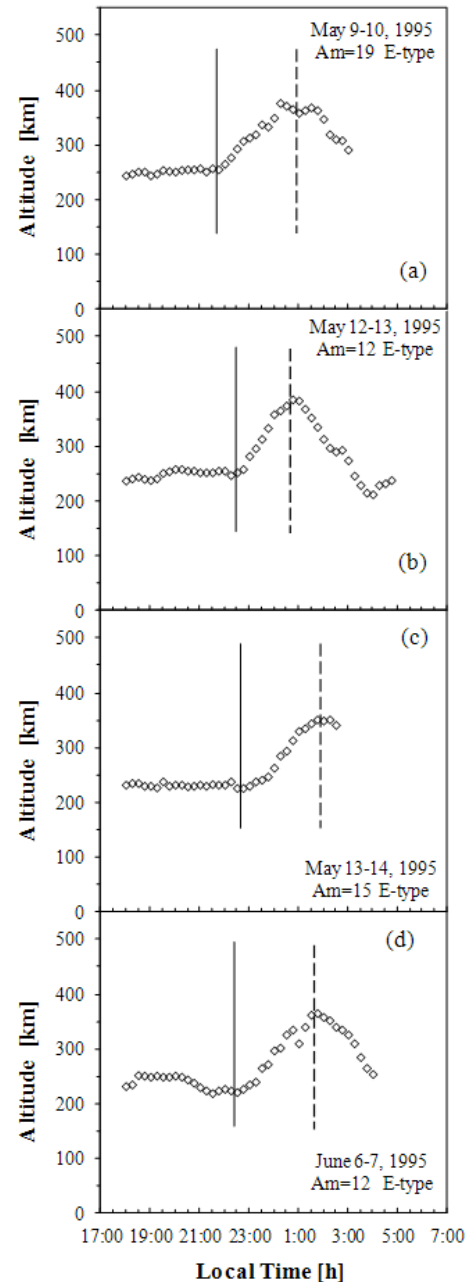 May 9-10, 1995
Am=19 E-type
500
400
300
200
100
0
Altitude [km]
(a)
May 12-13, 1995
Am=12 E-type
500
400
300
200
100
0
Altitude [km]
(b)
(c)
500
400
300
200
100
0
Altitude [km]
May 13-14, 1995
Am=15 E-type
(d)
500
400
300
200
100
0
Altitude [km]
June 6-7, 1995
Am=12 E-type
17:00 19:00 21:00 23:00 1:00 3:00 5:00 7:00
Local Time [h]